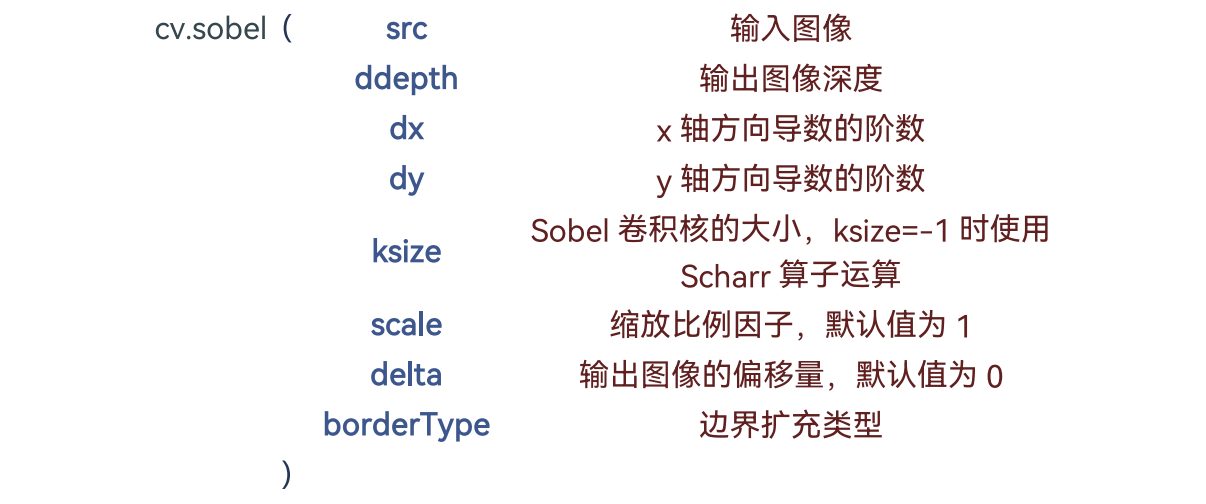 cv.sobel ( src 输入图像
ddepth 输出图像深度
dx x 轴方向导数的阶数
dy y 轴方向导数的阶数
ksize Sobel 卷积核的大小，ksize=-1 时使用
Scharr 算子运算
scale 缩放比例因子，默认值为 1
delta 输出图像的偏移量，默认值为 0
borderType 边界扩充类型
)